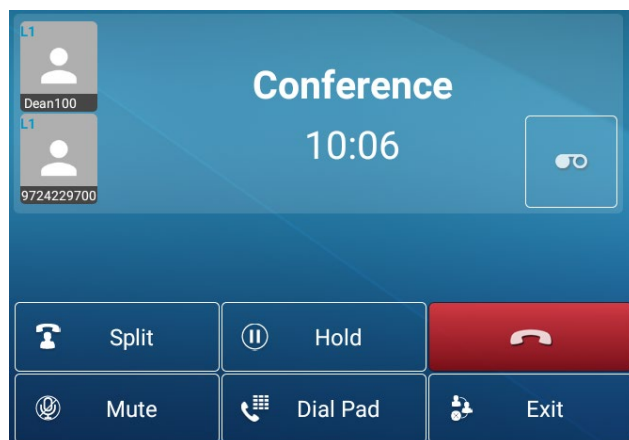 L1
Dean100
L1
9724229700
Conference
10:06
Split
Hold
Mute
Dial Pad
Exit